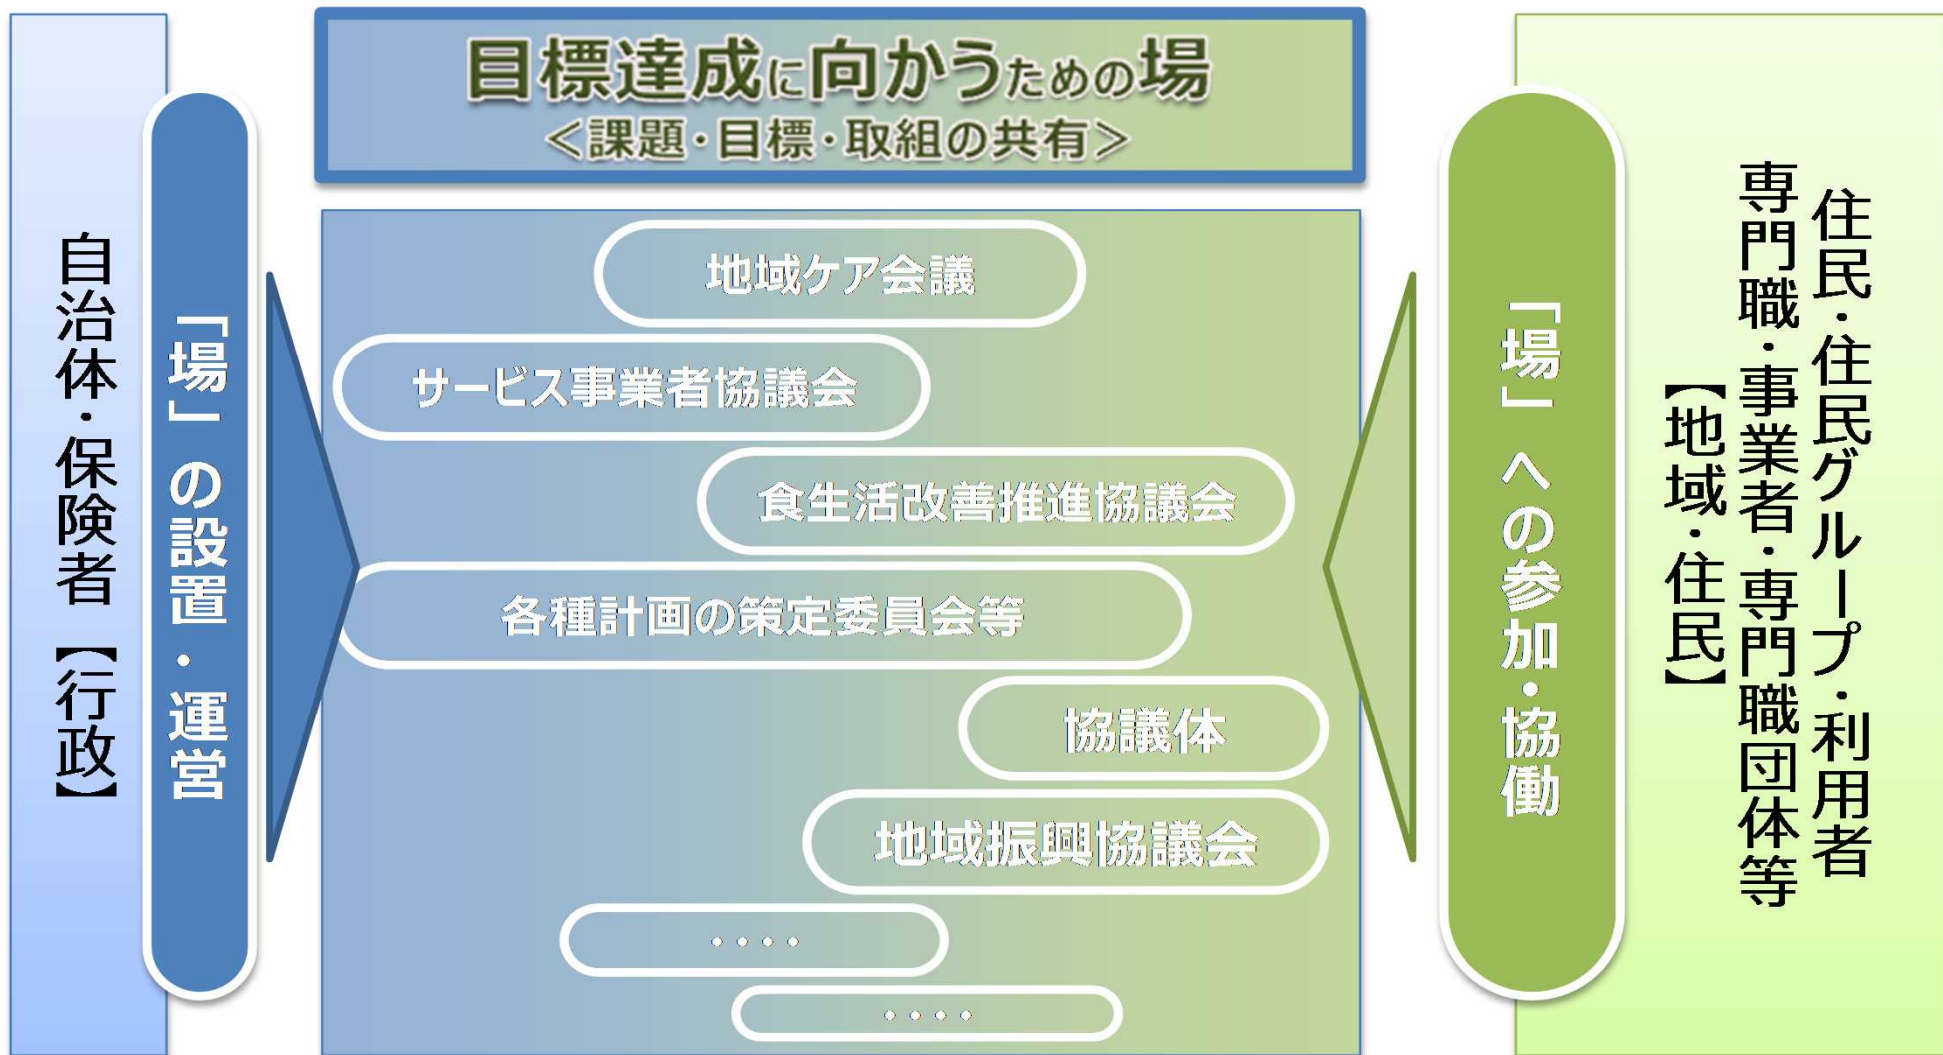 目標達成に向かうための場
＜課題・目標・取組の共有＞
自治体・保険者【行政】
「場」の設置・運営
地域ケア会議
サービス事業者協議会
食生活改善推進協議会
各種計画の策定委員会等
協議体
地域振興協議会
・・・・
・・・・
「場」への参加・協働
住民・住民グループ・利用者
専門職・事業者・専門職団体等
【地域・住民】